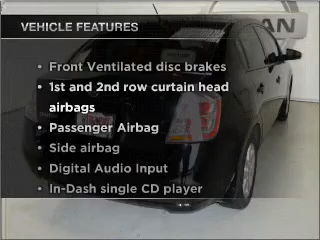 VEHICLE FEATURES
• Front Ventilated disc brakes
• 1st and 2nd row curtain head
airbags
• Passenger Airbag
• Side airbag
• Digital Audio Input
• In-Dash single CD player
AN